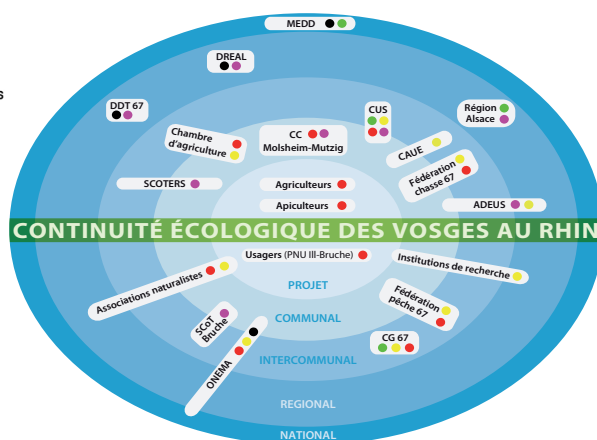 MEDD
DREAL
s
DDT 67
CUS
Région
Alsace
Chambre
d'agriculture
CC
Molsheim-Mutzig
CAUE
Fédération
chasse 67
SCOTERS
Agriculteurs
Apiculteurs
ADEUS
CONTINUITÉ ÉCOLOGIQUE DES VOSGES AU RHIN
Usagers (PNU III-Bruche)
Institutions de recherche
Associations naturalistes
PROJET
Fédération
pêche 67
SCoT
Bruche
COMMUNAL
CG 67
ONEMA
INTERCOMMUNAL
REGIONAL
NATIONAL